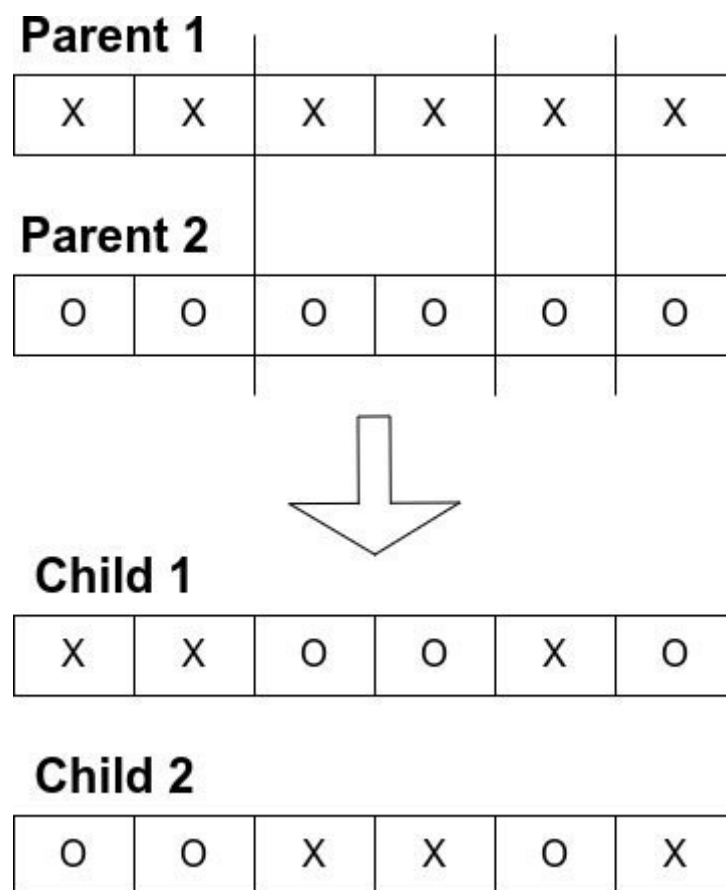 Parent 1
X X X X X X
Parent 2
O O O O O O
Child 1
X X O O X O
Child 2
O O X X O X